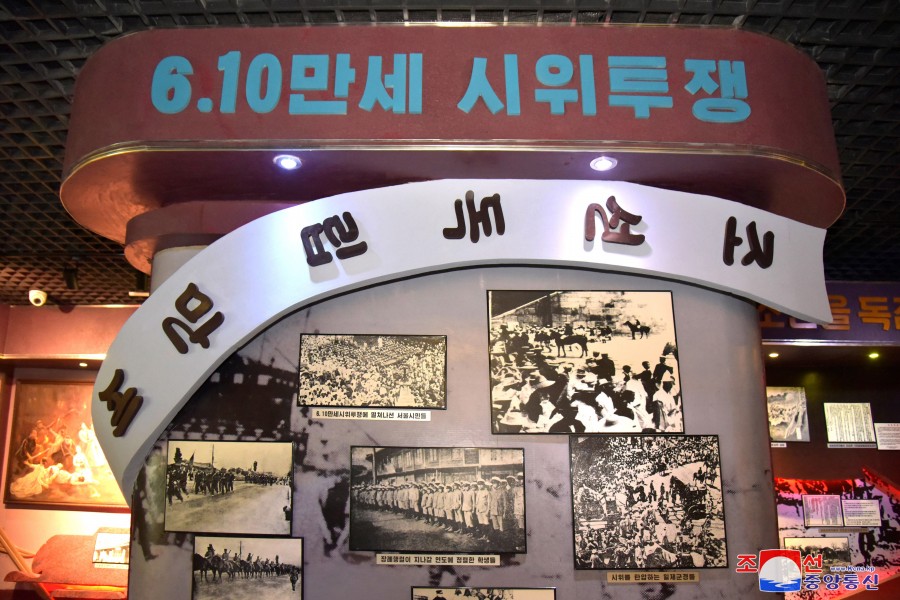 6.10만세 시위투쟁
조선독립만세
6.10만세시위투쟁에 떨쳐나선 서울시민들
장례행렬이 지나갈 연도에 정렬한 학생들
시위를 탄압하는 일제군경들
조선
www.kcna.kp
중앙통신